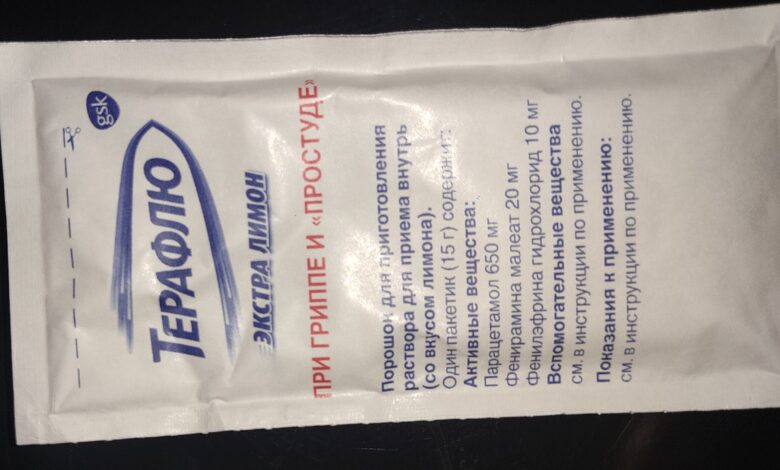 gsk
ТЕРАФЛЮ
ЭКСТРА ЛИМОН
ПРИ ГРИППЕ И «ПРОСТУДЕ»
Порошок для приготовления
раствора для приема внутрь
(со вкусом лимона).
Один пакетик (15 г) содержит:
Активные вещества:
Парацетамол 650 мг
Фенирамина малеат 20 мг
Фенилэфрина гидрохлорид 10 мг
Вспомогательные вещества
см. в инструкции по применению.
Показания к применению:
см. в инструкции по применению.